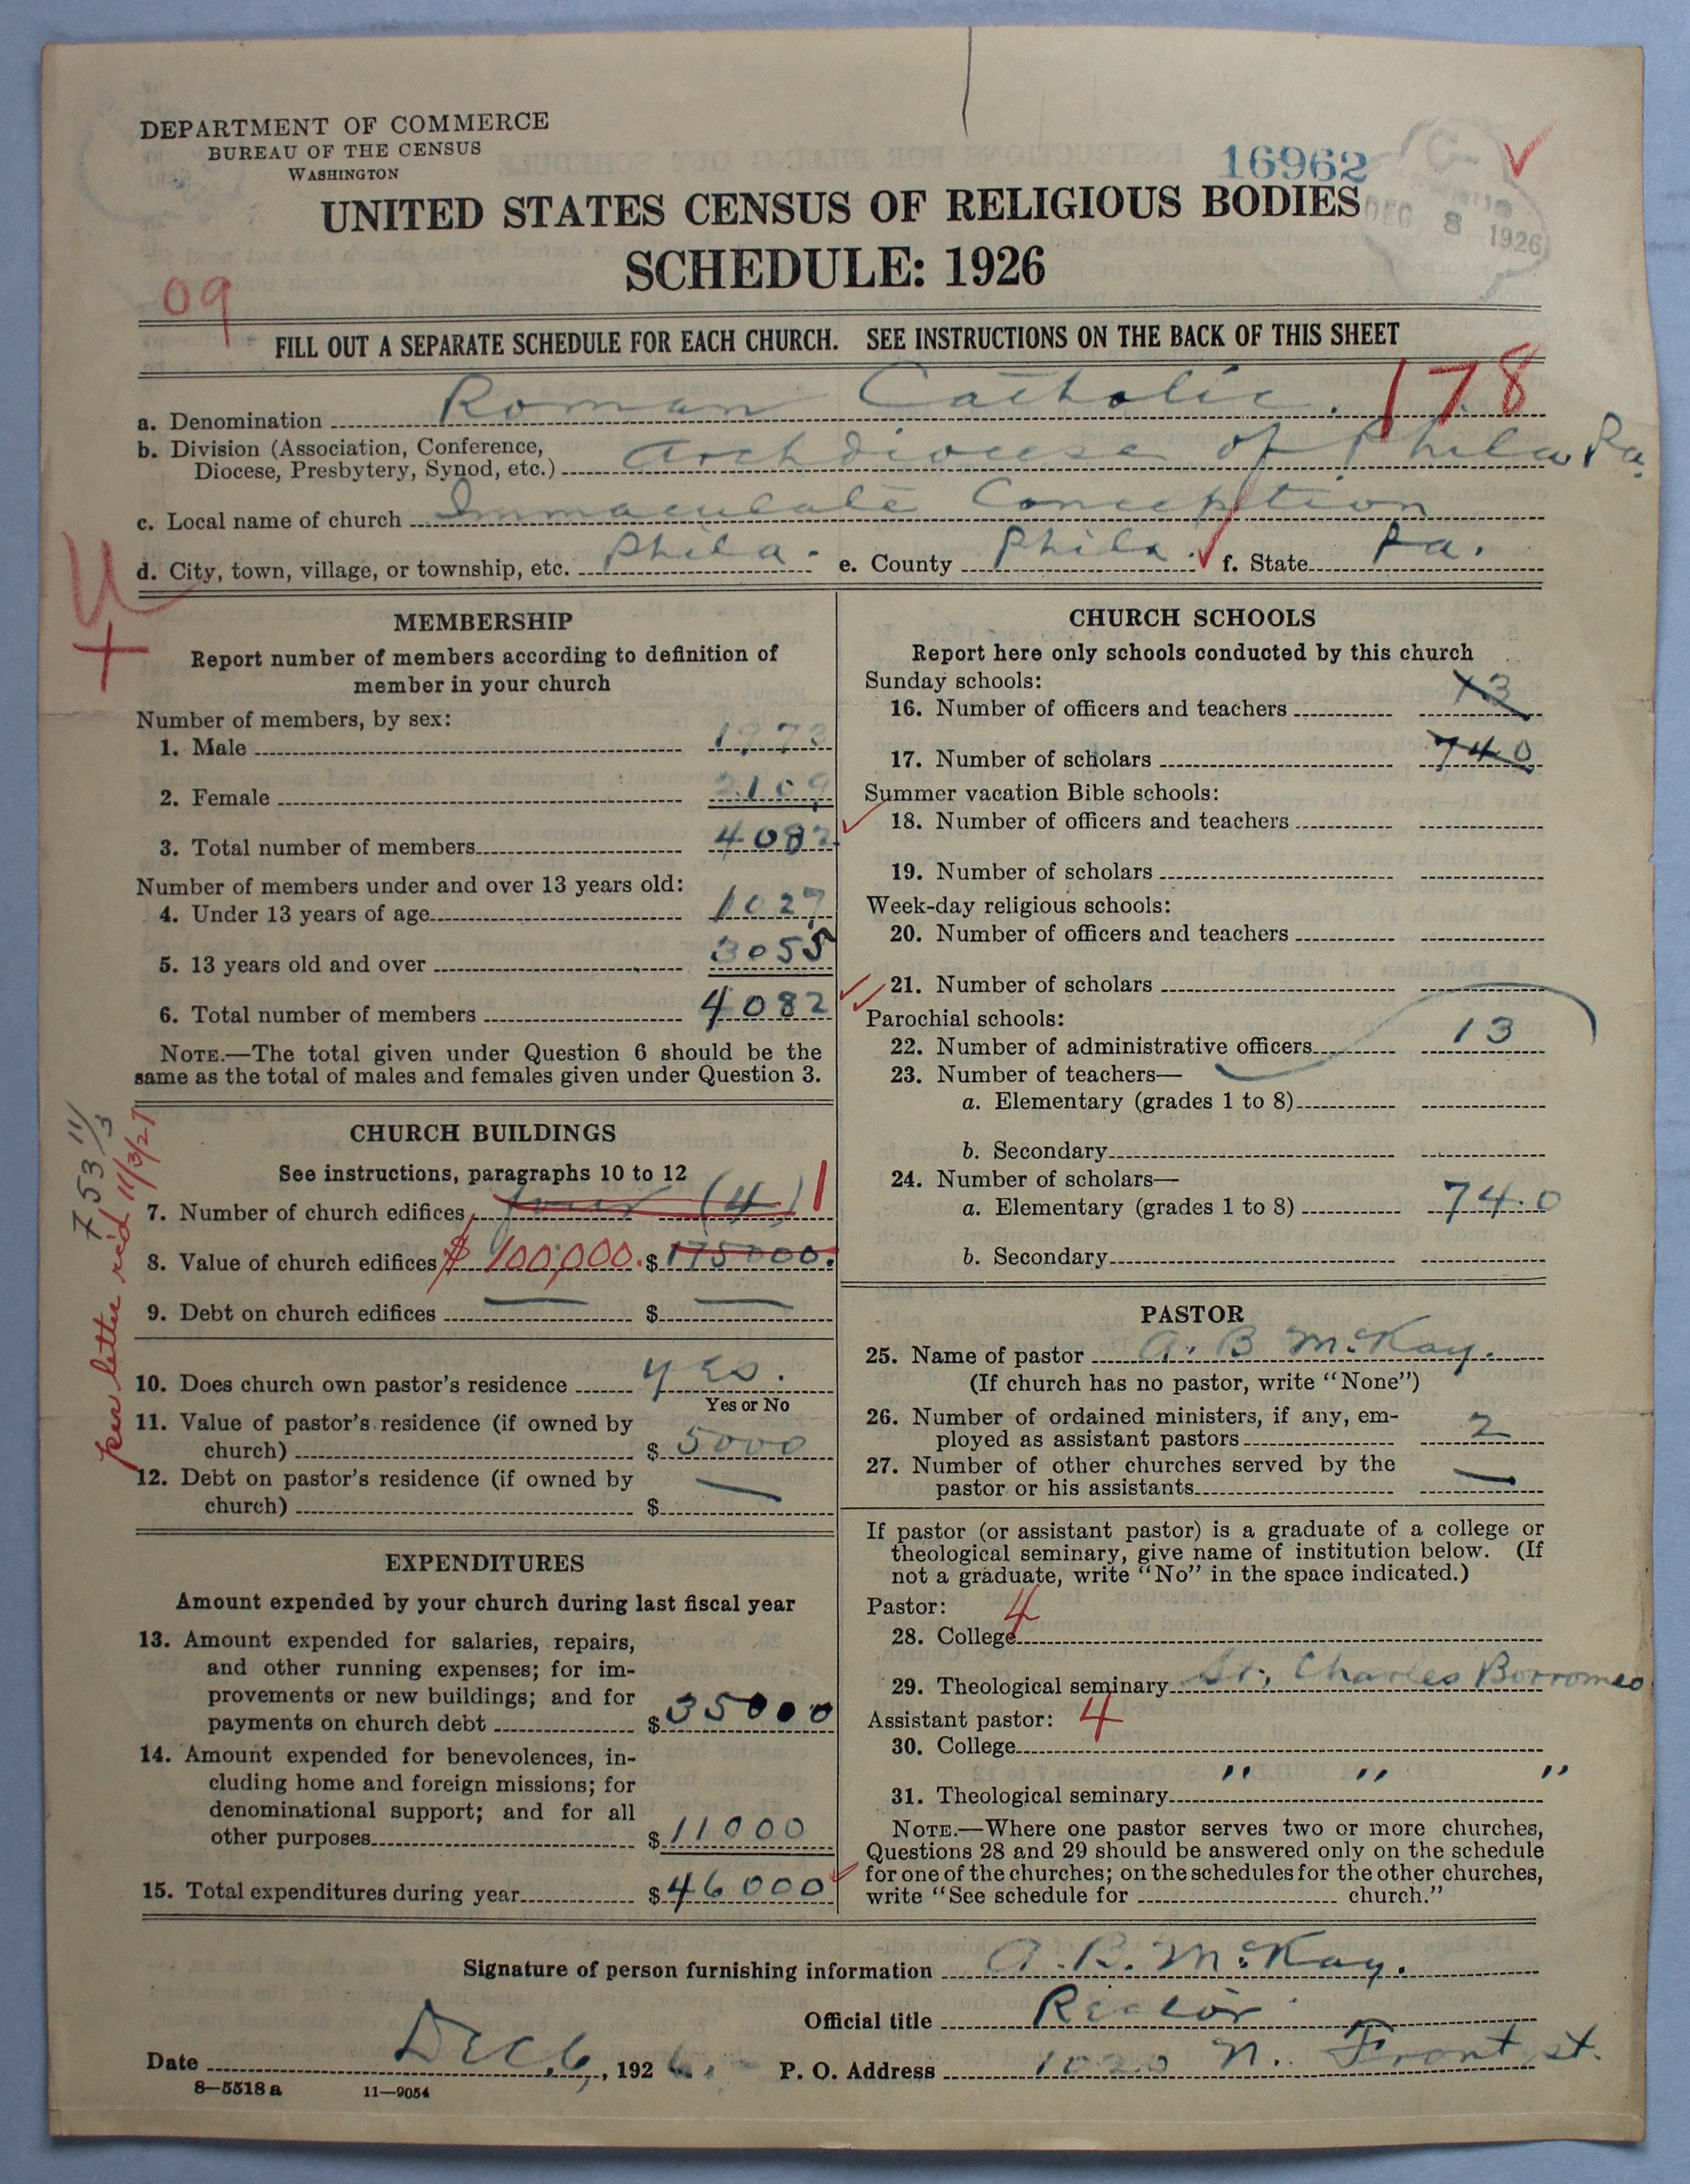 DEPARTMENT OF COMMERCE
BUREAU OF THE CENSUS
WASHINGTON
16962
DEC 8 1926
UNITED STATES CENSUS OF RELIGIOUS BODIES
SCHEDULE: 1926
09
FILL OUT A SEPARATE SCHEDULE FOR EACH CHURCH. SEE INSTRUCTIONS ON THE BACK OF THIS SHEET
178
a. Denomination Roman Catholic.
b. Division (Association, Conference,
Diocese, Presbytery, Synod, etc.) Archdiocese of Phila Pa.
c. Local name of church Immaculate Conception
d. City, town, village, or township, etc. Phila. e. County Phila. f. State Pa.
U
MEMBERSHIP
Report number of members according to definition of
member in your church
Number of members, by sex:
1. Male 1973
2. Female 2109
3. Total number of members 4082
Number of members under and over 13 years old:
4. Under 13 years of age 1027
5. 13 years old and over 3055
6. Total number of members 4082
NOTE.—The total given under Question 6 should be the
same as the total of males and females given under Question 3.
CHURCH BUILDINGS
See instructions, paragraphs 10 to 12
7. Number of church edifices four (4) 1
8. Value of church edifices $ 100,000. $ 175000.
9. Debt on church edifices — $ —
10. Does church own pastor's residence yes.
Yes or No
11. Value of pastor's residence (if owned by
church) $ 5000
12. Debt on pastor's residence (if owned by
church) $ —
753 11/3
per letter rec'd 11/3/27
EXPENDITURES
Amount expended by your church during last fiscal year
13. Amount expended for salaries, repairs,
and other running expenses; for im-
provements or new buildings; and for
payments on church debt $ 35000
14. Amount expended for benevolences, in-
cluding home and foreign missions; for
denominational support; and for all
other purposes $ 11000
15. Total expenditures during year $ 46000
CHURCH SCHOOLS
Report here only schools conducted by this church
Sunday schools:
16. Number of officers and teachers 13
17. Number of scholars 740
Summer vacation Bible schools:
18. Number of officers and teachers
19. Number of scholars
Week-day religious schools:
20. Number of officers and teachers
21. Number of scholars
Parochial schools:
22. Number of administrative officers 13
23. Number of teachers—
a. Elementary (grades 1 to 8)
b. Secondary
24. Number of scholars—
a. Elementary (grades 1 to 8) 740
b. Secondary
PASTOR
25. Name of pastor A. B McKay.
(If church has no pastor, write "None")
26. Number of ordained ministers, if any, em-
ployed as assistant pastors 2
27. Number of other churches served by the
pastor or his assistants —
If pastor (or assistant pastor) is a graduate of a college or
theological seminary, give name of institution below. (If
not a graduate, write "No" in the space indicated.)
Pastor: 4
28. College
29. Theological seminary St. Charles Borromeo
Assistant pastor: 4
30. College
31. Theological seminary " " "
NOTE.—Where one pastor serves two or more churches,
Questions 28 and 29 should be answered only on the schedule
for one of the churches; on the schedules for the other churches,
write "See schedule for church."
Signature of person furnishing information A. B. McKay.
Official title Rector
Date Dec 6, 1926. P. O. Address 1020 N. Front st.
8—5518 a 11—9054